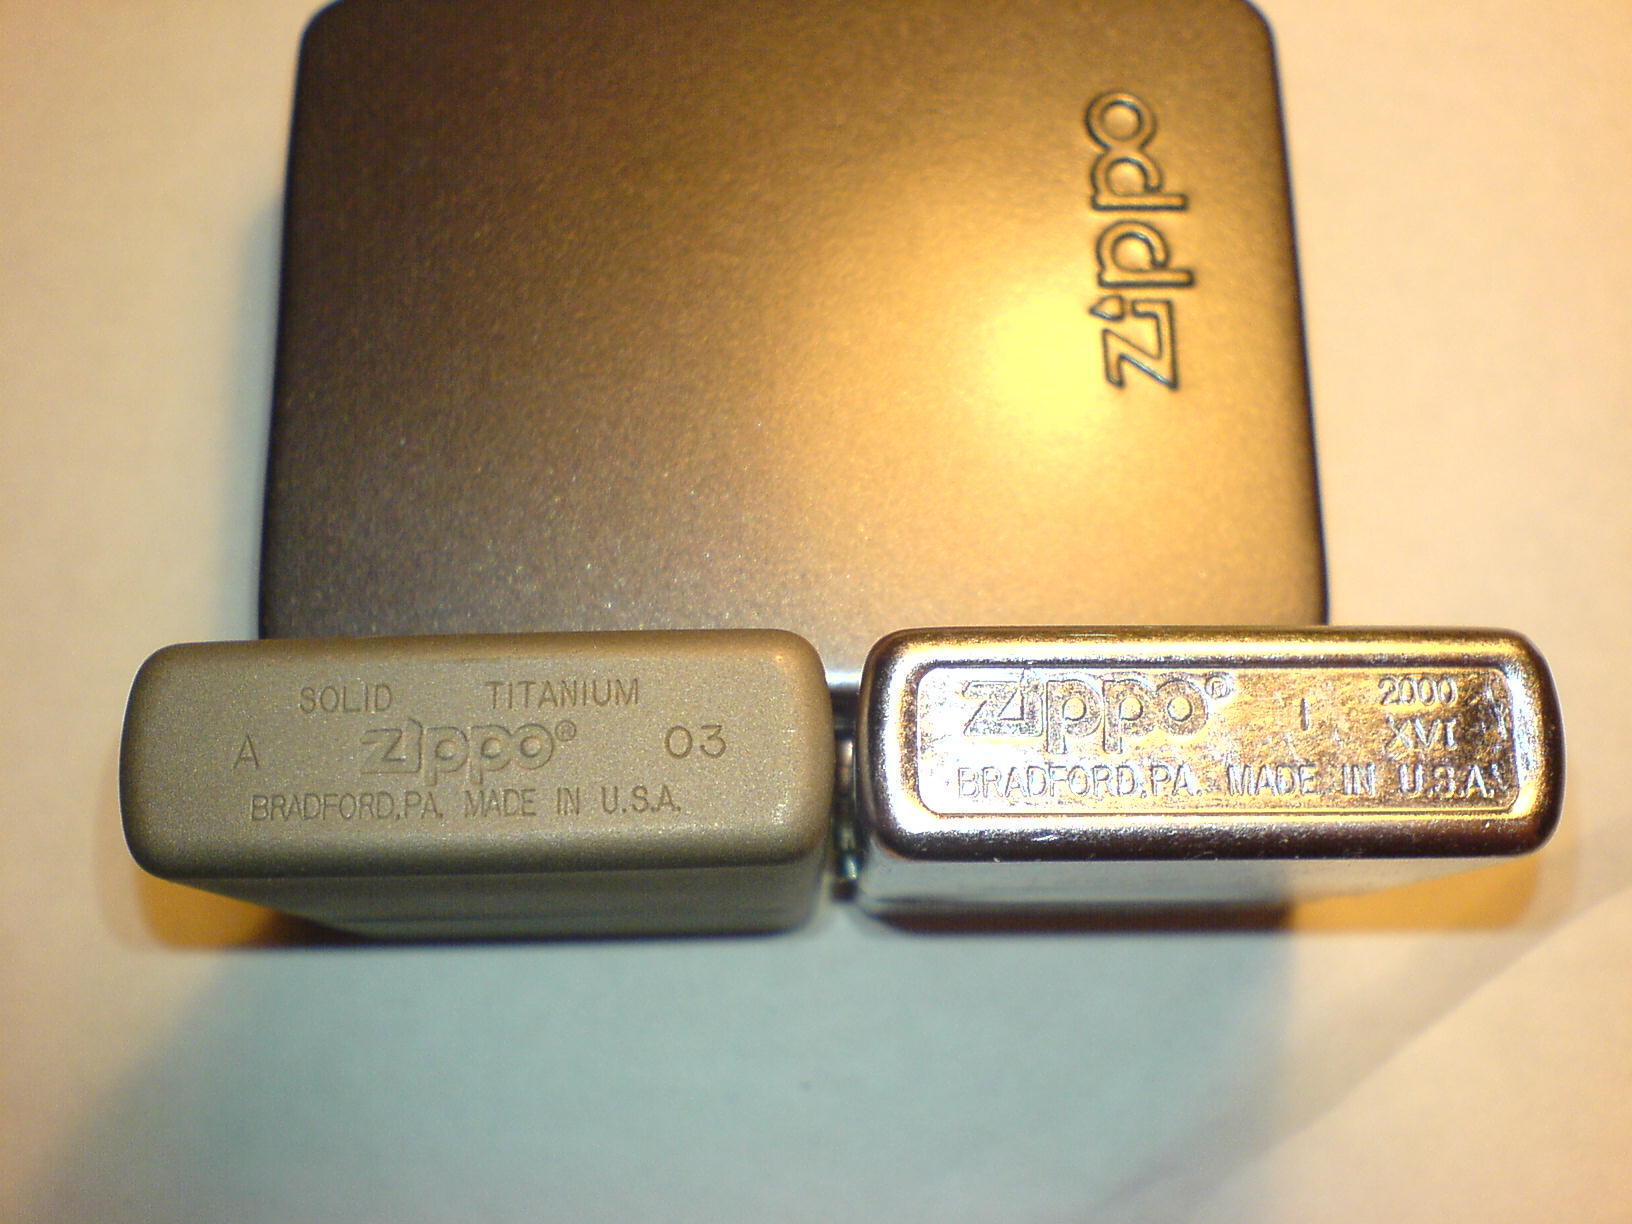 zippo
SOLID TITANIUM
A zippo® 03
BRADFORD, PA. MADE IN U.S.A.
zippo® I 2000
XVI
BRADFORD, PA. MADE IN U.S.A.